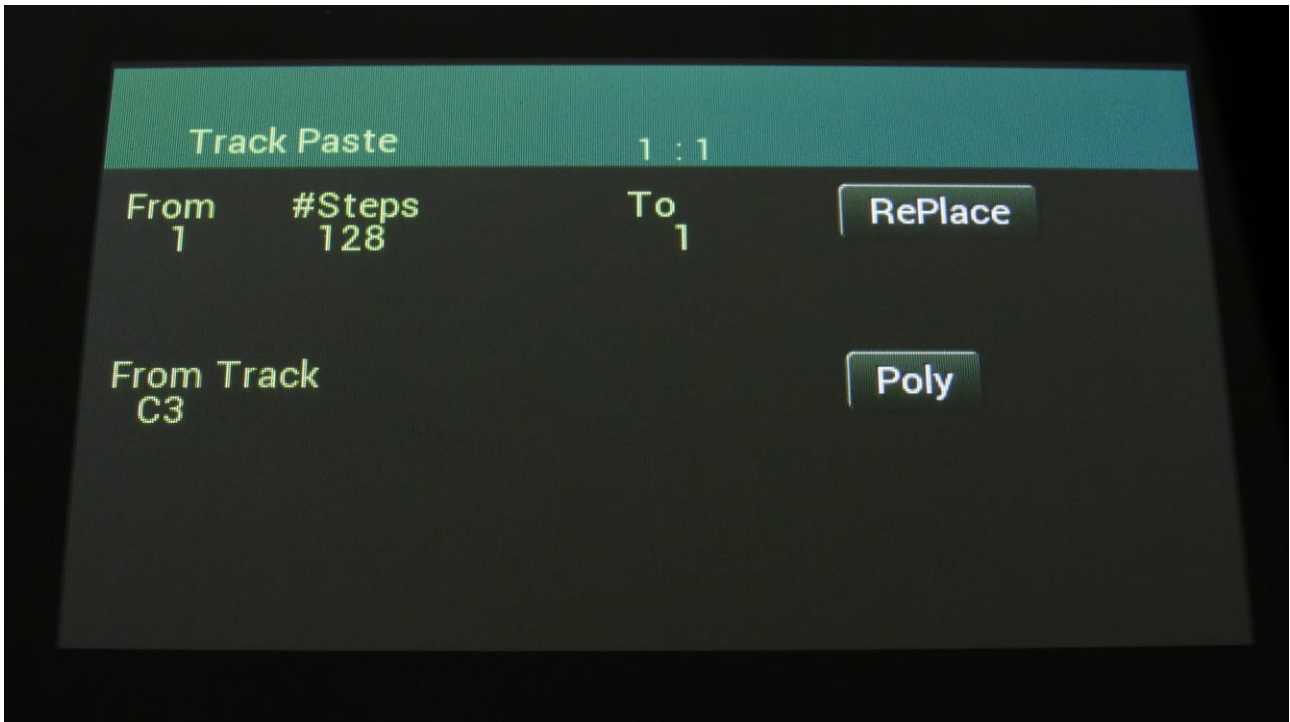 Track Paste 1 : 1
From #Steps To RePlace
1 128 1
From Track Poly
C3